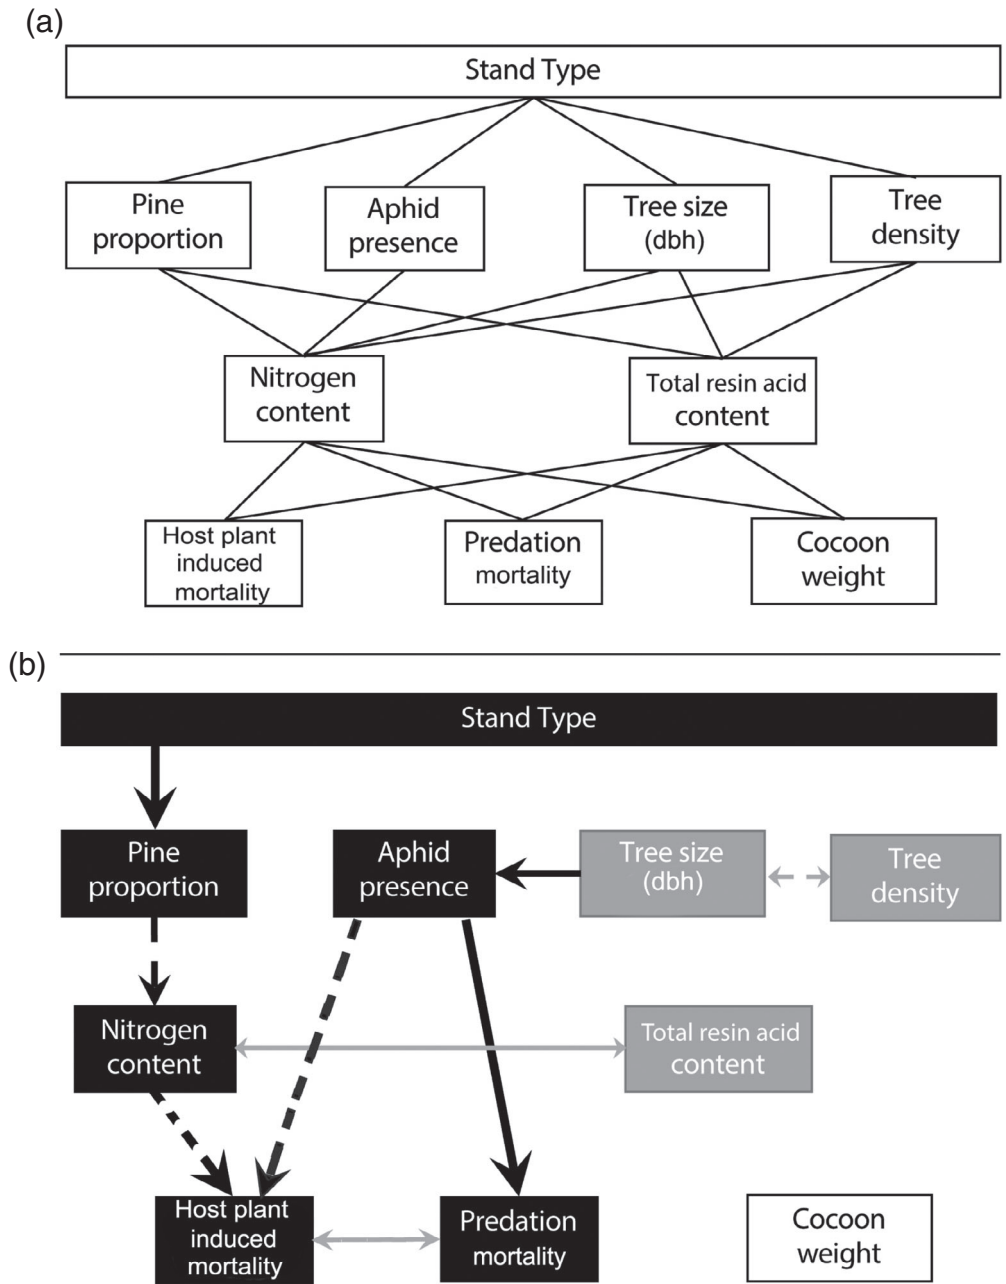 (a)
Stand Type
Pine
proportion
Aphid
presence
Tree size
(dbh)
Tree
density
Nitrogen
content
Total resin acid
content
Host plant
induced
mortality
Predation
mortality
Cocoon
weight
(b)
Stand Type
Pine
proportion
Aphid
presence
Tree size
(dbh)
Tree
density
Nitrogen
content
Total resin acid
content
Host plant
induced
mortality
Predation
mortality
Cocoon
weight